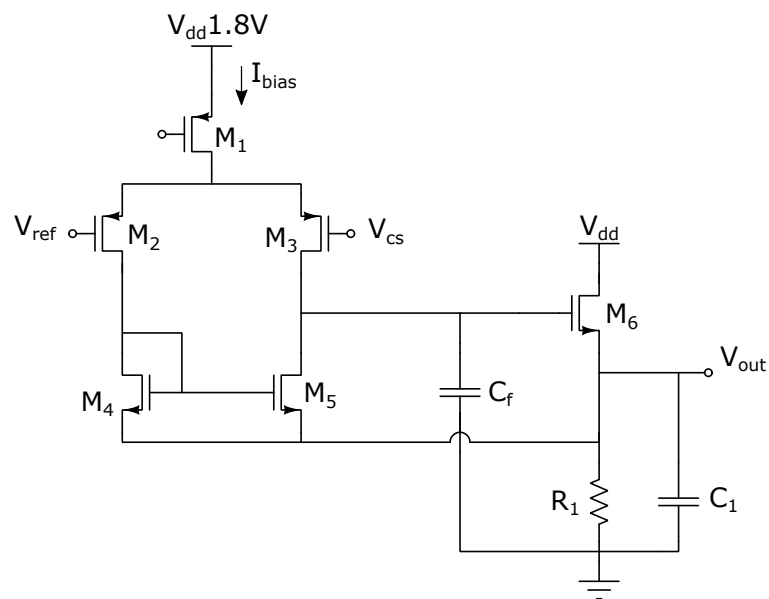 Vdd1.8V
Ibias
M1
Vref
M2
M3
Vcs
Vdd
M6
Vout
M4
M5
Cf
R1
C1